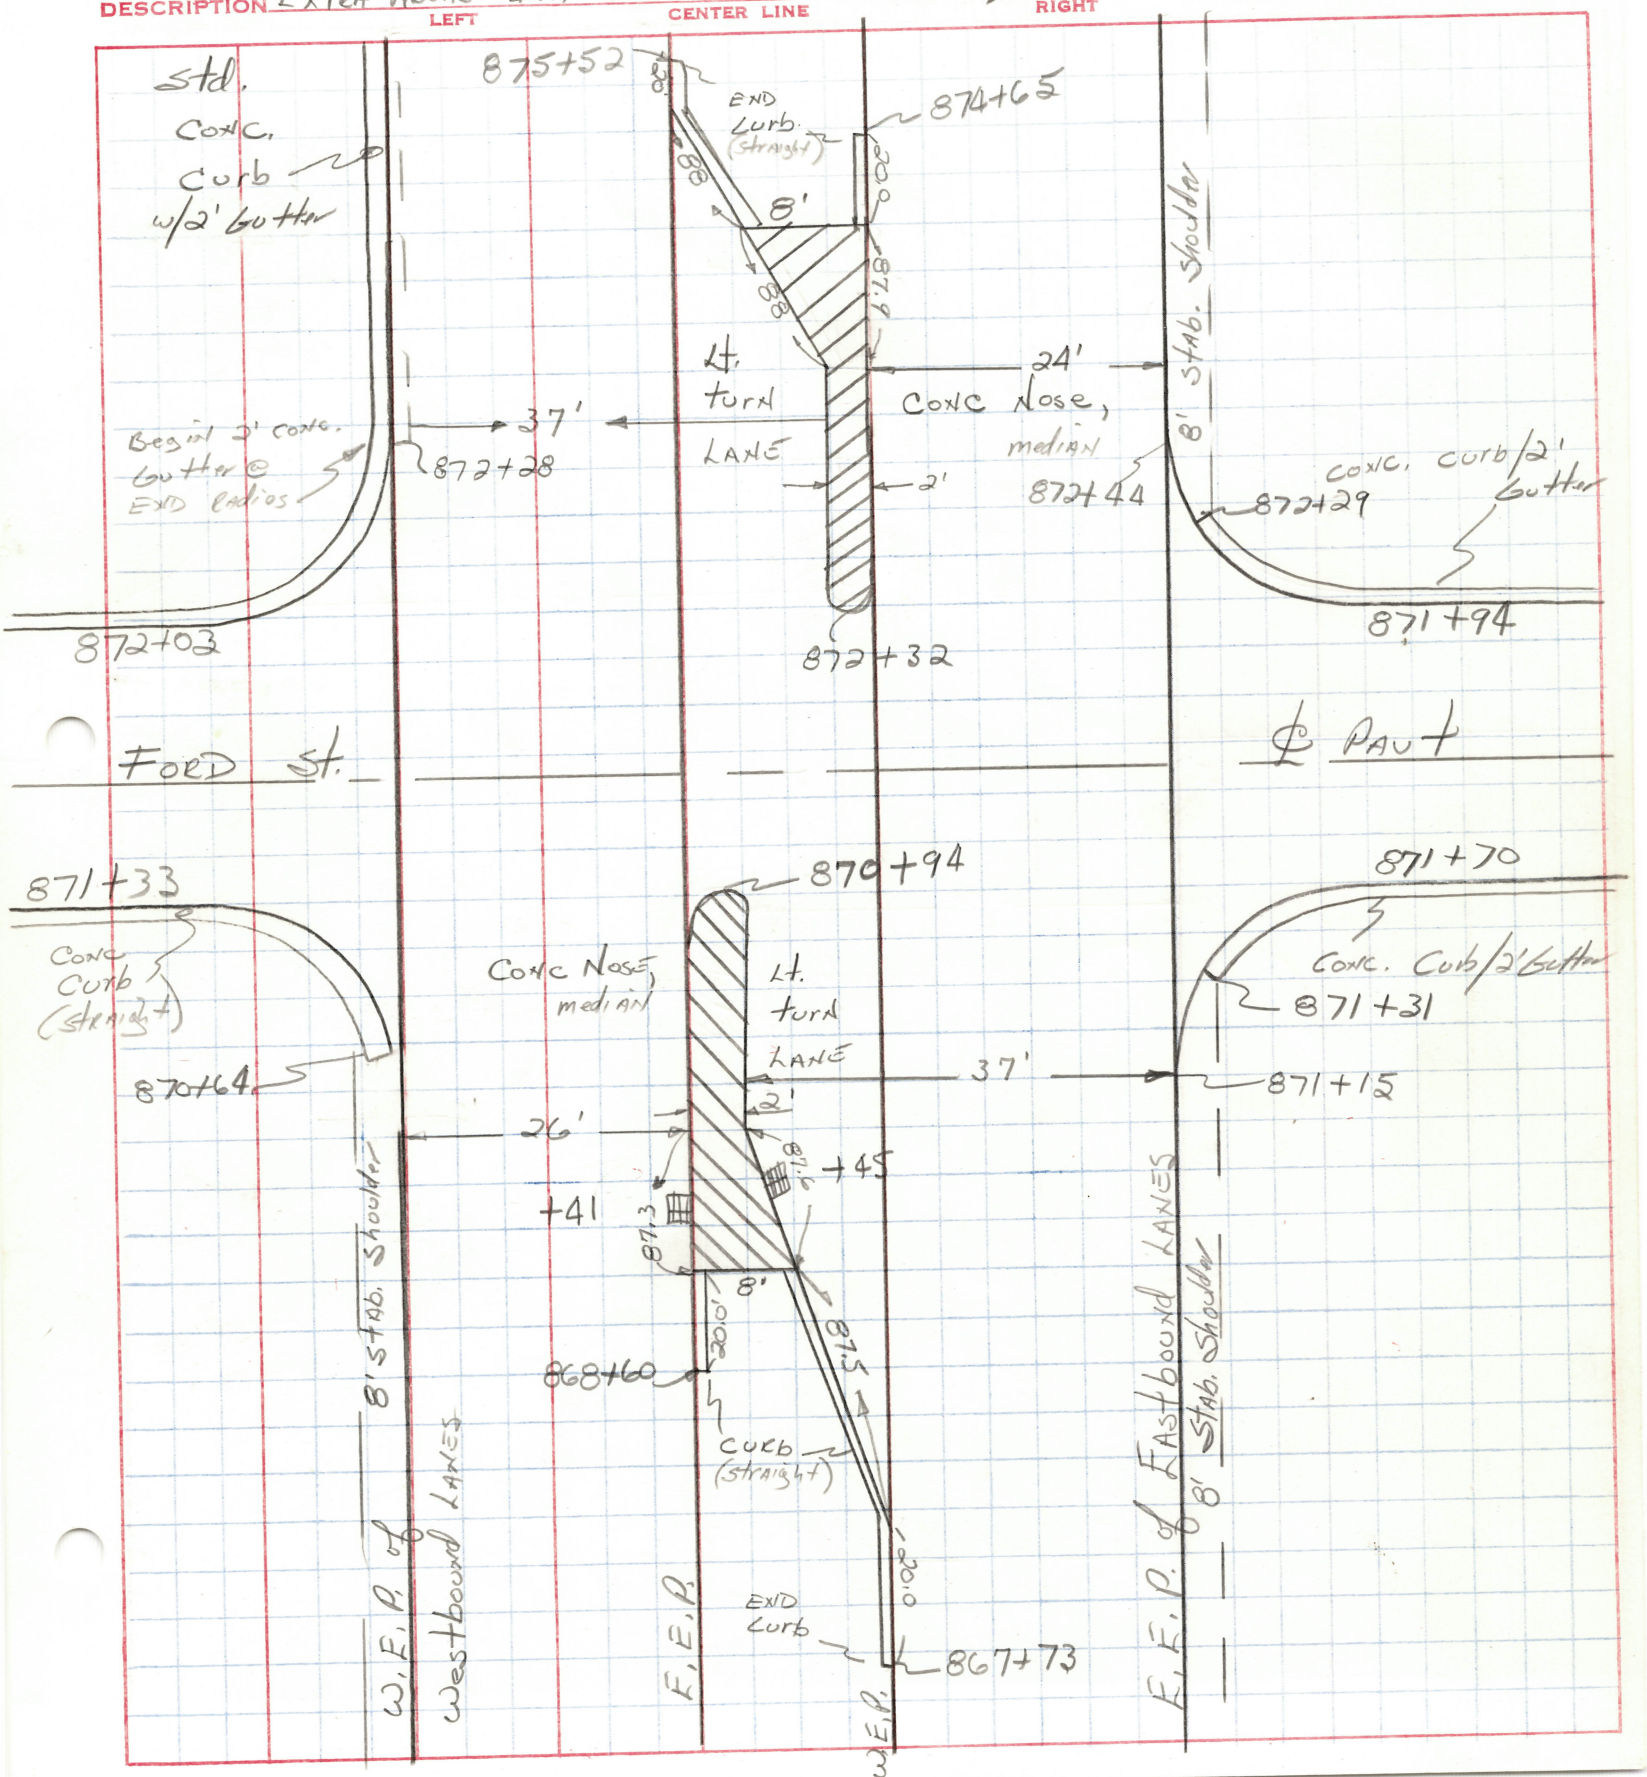 DESCRIPTION Exten
LEFT
CENTER LINE
RIGHT
Std.
Conc.
Curb
w/2' Gutter
875+52
20
END
Curb.
(straight)
874+65
20.0
88
8'
88
87.9
8' Stab. Shoulder
Lt.
turn
LANE
24'
Conc Nose,
median
37'
Begin 2' conc.
Gutter @
END Radios
872+28
2'
872+44
872+29
conc. curb/2'
Gutter
872+03
872+32
871+94
FORD St.
℄ PAVT
871+33
870+94
871+70
Conc
Curb
(straight)
Conc Nose,
median
Lt.
turn
LANE
Conc. Curb/2' Gutter
871+31
870+64
37'
871+15
2'
26'
+45
+41
87.3
8'
20.0'
87.5
868+60
8' Stab. Shoulder
Curb
(straight)
W.E.P. of
Westbound LANES
E.E.P.
END
Curb
20.0
867+73
W.E.P.
E.E.P. of Eastbound LANES
8' Stab. Shoulder